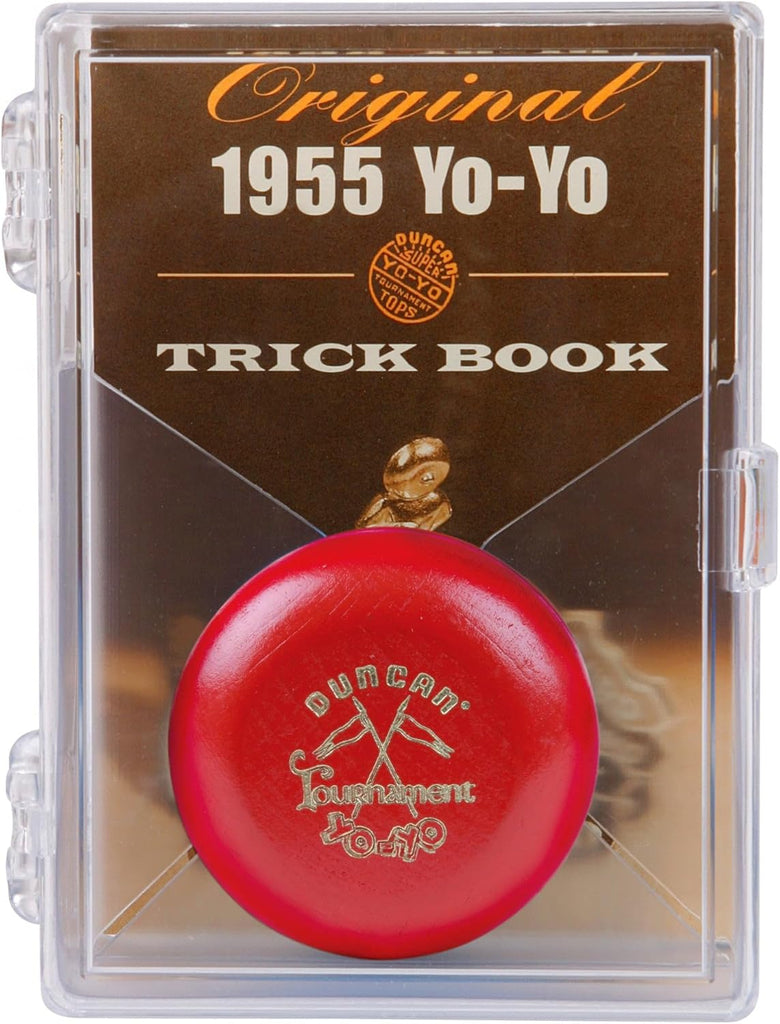 Original
1955 Yo-Yo
DUNCAN
SUPER
YO-YO
TOURNAMENT
TOPS
TRICK BOOK
DUNCAN®
Tournament
YO-YO